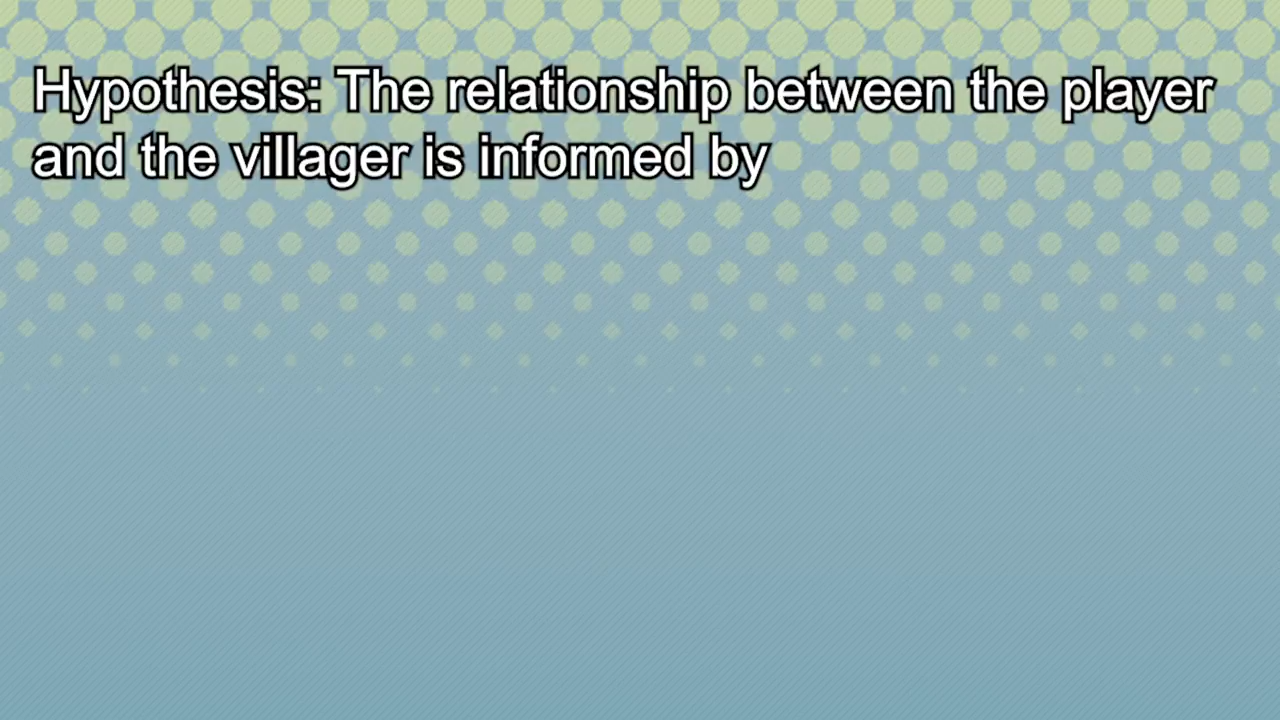 Hypothesis: The relationship between the player
and the villager is informed by